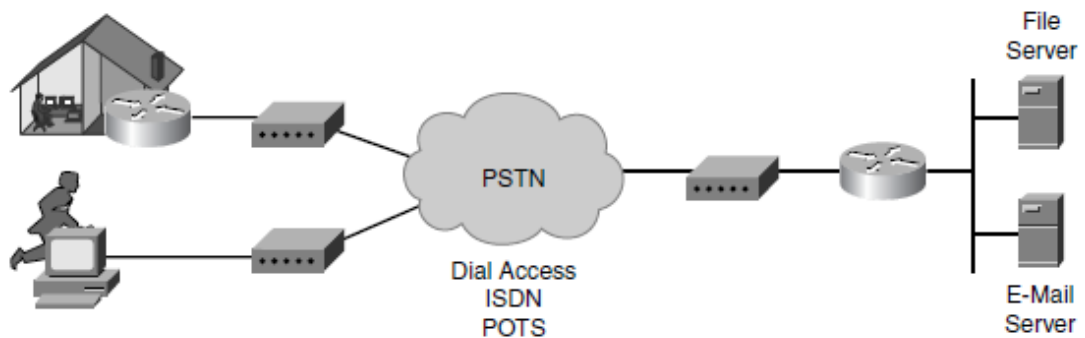 File
Server
PSTN
Dial Access
ISDN
POTS
E-Mail
Server